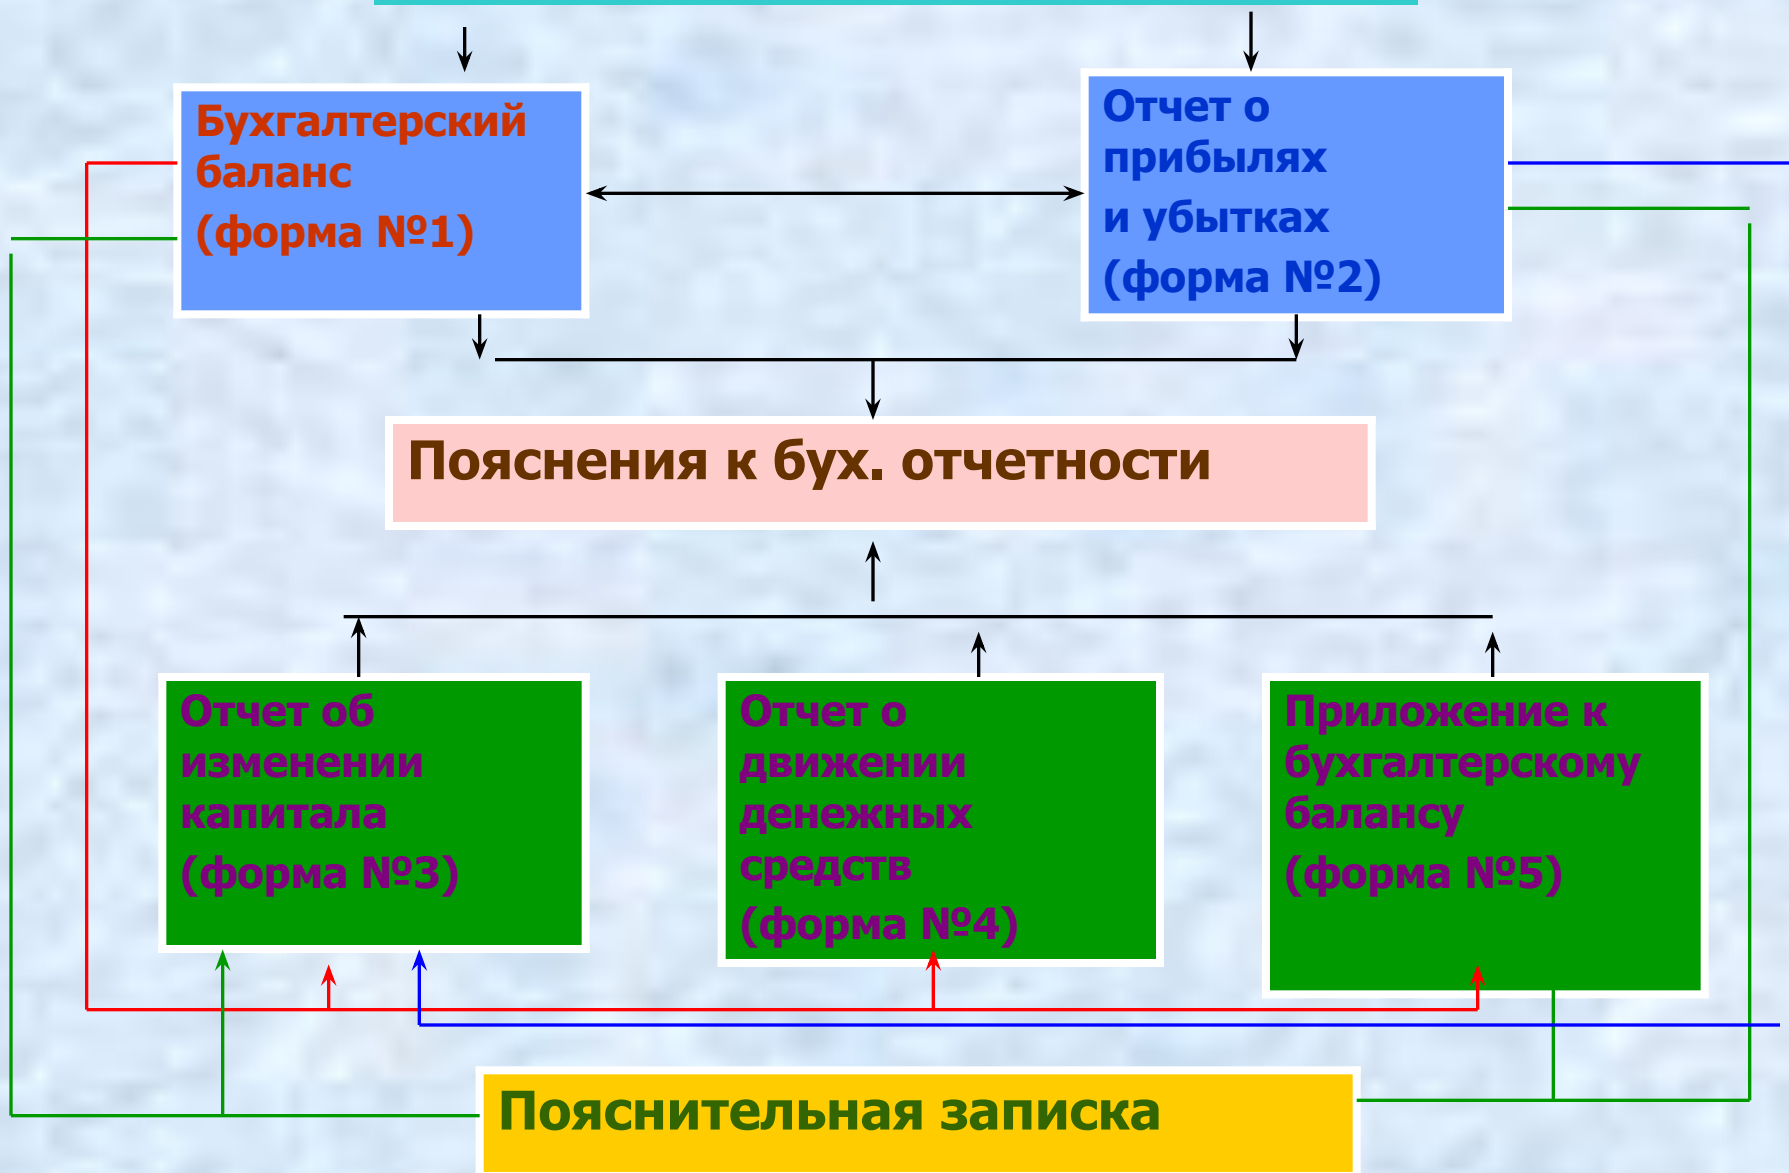 Бухгалтерский
баланс
(форма №1)
Отчет о
прибылях
и убытках
(форма №2)
Пояснения к бух. отчетности
Отчет об
изменении
капитала
(форма №3)
Отчет о
движении
денежных
средств
(форма №4)
Приложение к
бухгалтерскому
балансу
(форма №5)
Пояснительная записка